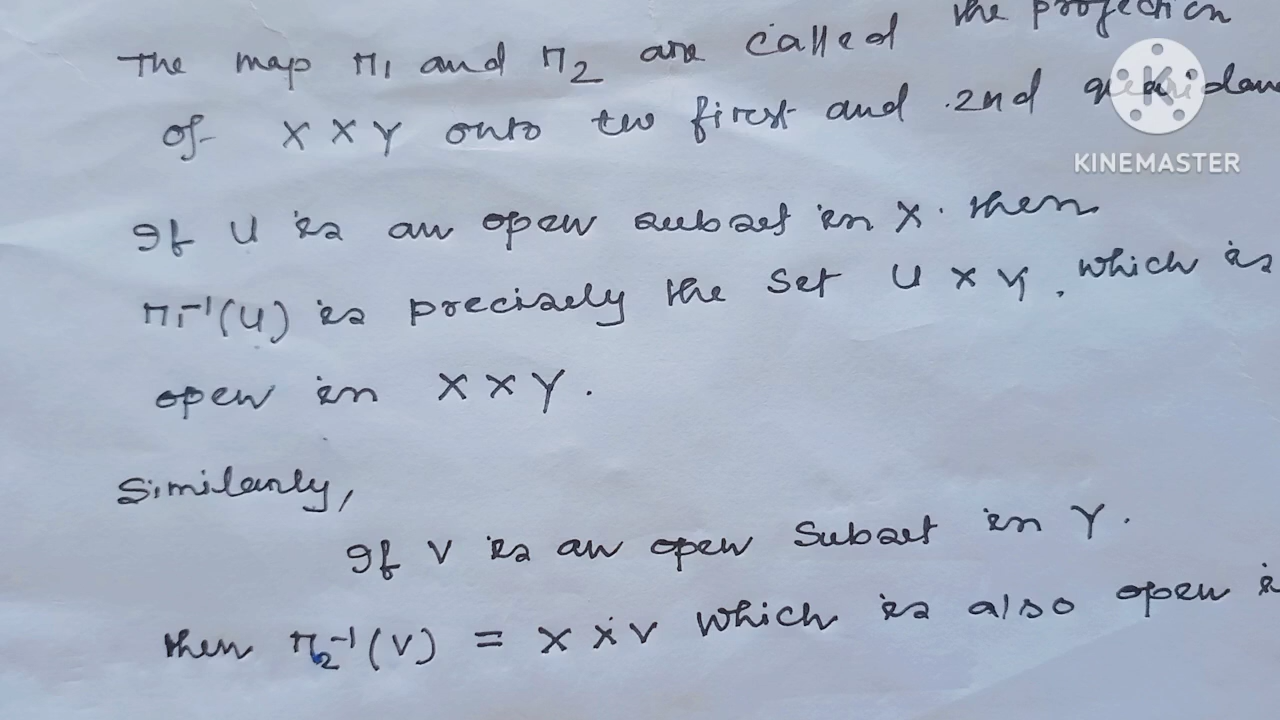 The map π₁ and π₂ are called the projection
of X × Y onto two first and 2nd
If U is an open subset in X. then
π₁⁻¹(U) is precisely the set U × Y, which is
open in X × Y.
Similarly,
If V is an open subset in Y.
then π₂⁻¹(V) = X × V which is also open
K
KINEMASTER